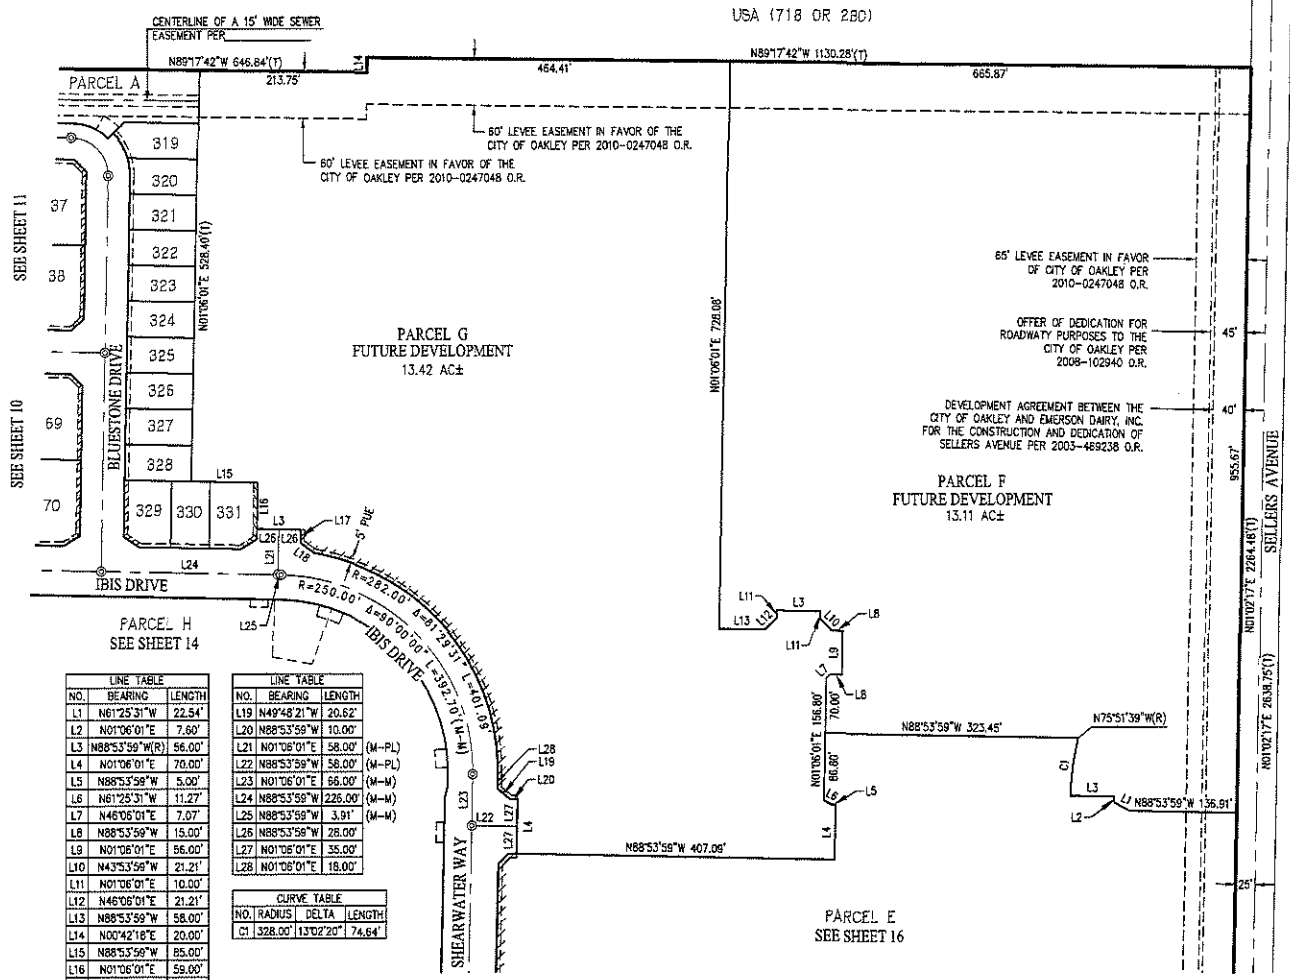 USA (718 OR 280)
CENTERLINE OF A 15' WIDE SEWER
EASEMENT PER
N89°17'42"W 646.84'(T)
213.75'
L14
464.41'
N89°17'42"W 1130.28'(T)
665.87'
PARCEL A
60' LEVEE EASEMENT IN FAVOR OF THE
CITY OF OAKLEY PER 2010-0247048 O.R.
60' LEVEE EASEMENT IN FAVOR OF THE
CITY OF OAKLEY PER 2010-0247048 O.R.
319
320
321
322
323
324
325
326
327
328
329
330
331
37
38
69
70
SEE SHEET 11
SEE SHEET 10
BLUESTONE DRIVE
N01°06'01"E 528.40'(T)
PARCEL G
FUTURE DEVELOPMENT
13.42 AC±
N01°06'01"E 728.08'
65' LEVEE EASEMENT IN FAVOR
OF CITY OF OAKLEY PER
2010-0247048 O.R.
OFFER OF DEDICATION FOR
ROADWATY PURPOSES TO THE
CITY OF OAKLEY PER
2008-102940 O.R.
DEVELOPMENT AGREEMENT BETWEEN THE
CITY OF OAKLEY AND EMERSON DAIRY, INC.
FOR THE CONSTRUCTION AND DEDICATION OF
SELLERS AVENUE PER 2003-469238 O.R.
45'
40'
955.67'
PARCEL F
FUTURE DEVELOPMENT
13.11 AC±
SELLERS AVENUE
N01°02'17"E 2264.48'(T)
N01°02'17"E 2638.75'(T)
25'
L15
L16
L3
L17
L26
L26
L18
5' PUE
L21
L24
IBIS DRIVE
L25
R=282.00' Δ=81°29'31" L=401.09'
R=250.00' Δ=90°00'00" L=392.70'(M-M)
IBIS DRIVE
PARCEL H
SEE SHEET 14
L11
L3
L12
L13
L11
L10
L8
L9
L7
L8
N01°06'01"E 156.80'
70.00'
66.60'
N88°53'59"W 323.45'
N75°51'39"W(R)
C1
L3
L1
L2
N88°53'59"W 136.91'
L6
L5
L4
L28
L19
L20
L23
L22
L27
L27
L4
N88°53'59"W 407.09'
SHEARWATER WAY
PARCEL E
SEE SHEET 16
LINE TABLE
NO. BEARING LENGTH
L1 N61°25'31"W 22.54'
L2 N01°06'01"E 7.60'
L3 N88°53'59"W(R) 56.00'
L4 N01°06'01"E 70.00'
L5 N88°53'59"W 5.00'
L6 N61°25'31"W 11.27'
L7 N46°06'01"E 7.07'
L8 N88°53'59"W 15.00'
L9 N01°06'01"E 56.00'
L10 N43°53'59"W 21.21'
L11 N01°06'01"E 10.00'
L12 N46°06'01"E 21.21'
L13 N88°53'59"W 58.00'
L14 N00°42'18"E 20.00'
L15 N88°53'59"W 85.00'
L16 N01°06'01"E 59.00'
LINE TABLE
NO. BEARING LENGTH
L19 N49°48'21"W 20.62'
L20 N88°53'59"W 10.00'
L21 N01°06'01"E 58.00' (M-PL)
L22 N88°53'59"W 58.00' (M-PL)
L23 N01°06'01"E 66.00' (M-M)
L24 N88°53'59"W 226.00' (M-M)
L25 N88°53'59"W 3.91' (M-M)
L26 N88°53'59"W 28.00'
L27 N01°06'01"E 35.00'
L28 N01°06'01"E 18.00'
CURVE TABLE
NO. RADIUS DELTA LENGTH
C1 328.00' 13°02'20" 74.64'